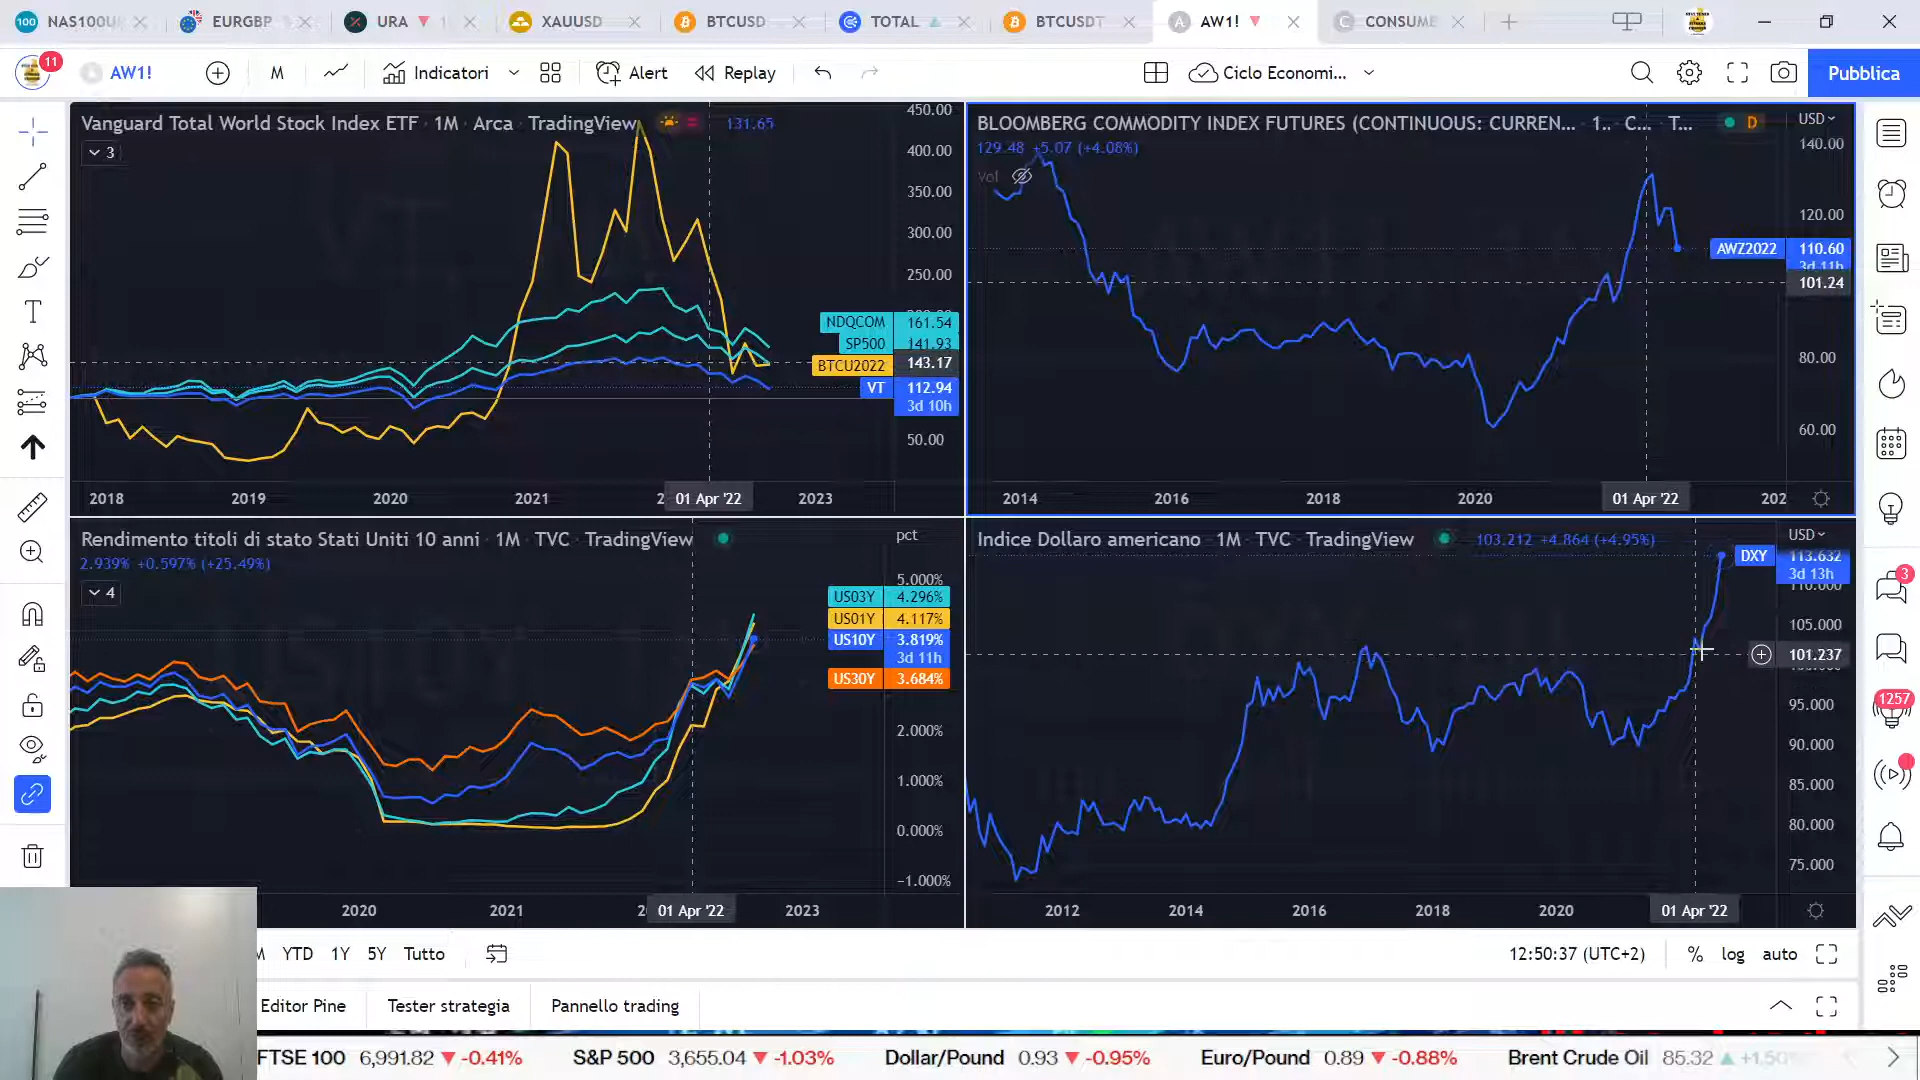 NAS100U
EURGBP
URA
XAUUSD
BTCUSD
TOTAL
BTCUSDT
AW1!
CONSUME
11
AW1!
M
Indicatori
Alert
Replay
Ciclo Economi...
Pubblica
Vanguard Total World Stock Index ETF · 1M · Arca · TradingView
131.65
3
450.00
400.00
350.00
300.00
250.00
NDQCOM 161.54
SP500 141.93
BTCU2022 143.17
VT 112.94
3d 10h
50.00
2018 2019 2020 2021 01 Apr '22 2023
BLOOMBERG COMMODITY INDEX FUTURES (CONTINUOUS: CURREN... · 1.. · C... · T...
D
USD
129.48 +5.07 (+4.08%)
Vol
140.00
120.00
AWZ2022 110.60
3d 11h
101.24
80.00
60.00
2014 2016 2018 2020 01 Apr '22 202
Rendimento titoli di stato Stati Uniti 10 anni · 1M · TVC · TradingView
pct
2.939% +0.597% (+25.49%)
4
5.000%
US03Y 4.296%
US01Y 4.117%
US10Y 3.819%
3d 11h
US30Y 3.684%
2.000%
1.000%
0.000%
−1.000%
2020 2021 01 Apr '22 2023
Indice Dollaro americano · 1M · TVC · TradingView
103.212 +4.864 (+4.95%)
USD
DXY 113.632
3d 13h
110.000
105.000
101.237
95.000
90.000
85.000
80.000
75.000
2012 2014 2016 2018 2020 01 Apr '22
3
1257
YTD 1Y 5Y Tutto
12:50:37 (UTC+2)
% log auto
Editor Pine
Tester strategia
Pannello trading
FTSE 100 6,991.82 ▼ -0.41%
S&P 500 3,655.04 ▼ -1.03%
Dollar/Pound 0.93 ▼ -0.95%
Euro/Pound 0.89 ▼ -0.88%
Brent Crude Oil 85.32 ▲ +1.50